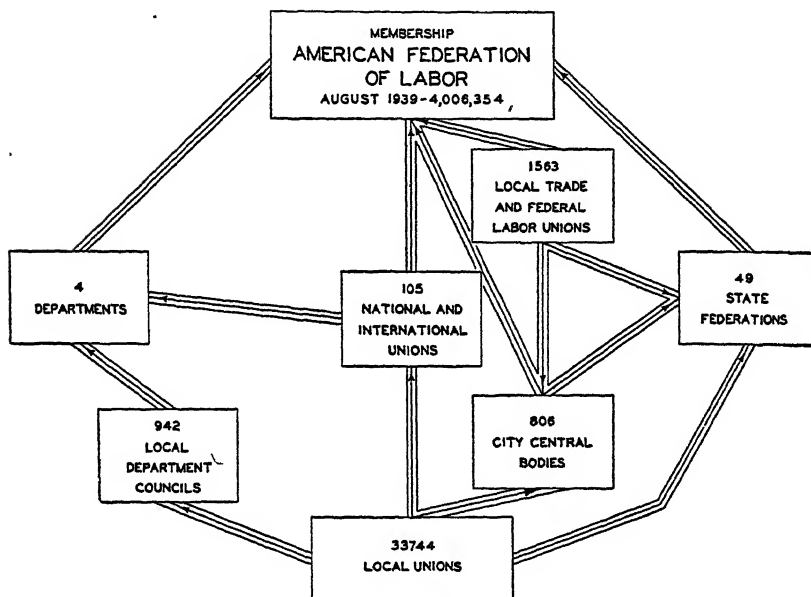 MEMBERSHIP
AMERICAN FEDERATION
OF LABOR
AUGUST 1939-4,006,354
1563
LOCAL TRADE
AND FEDERAL
LABOR UNIONS
4
DEPARTMENTS
105
NATIONAL AND
INTERNATIONAL
UNIONS
49
STATE
FEDERATIONS
942
LOCAL
DEPARTMENT
COUNCILS
806
CITY CENTRAL
BODIES
33744
LOCAL UNIONS